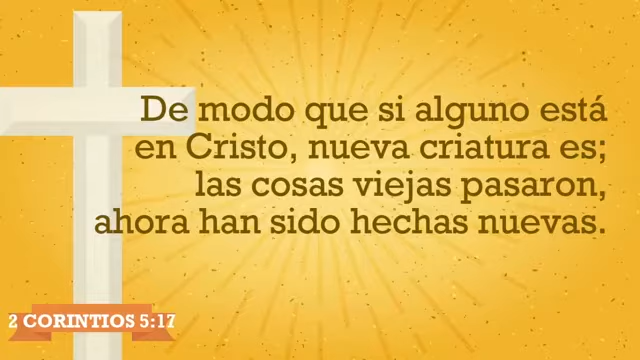 De modo que si alguno está
en Cristo, nueva criatura es;
las cosas viejas pasaron,
ahora han sido hechas nuevas.
2 CORINTIOS 5:17